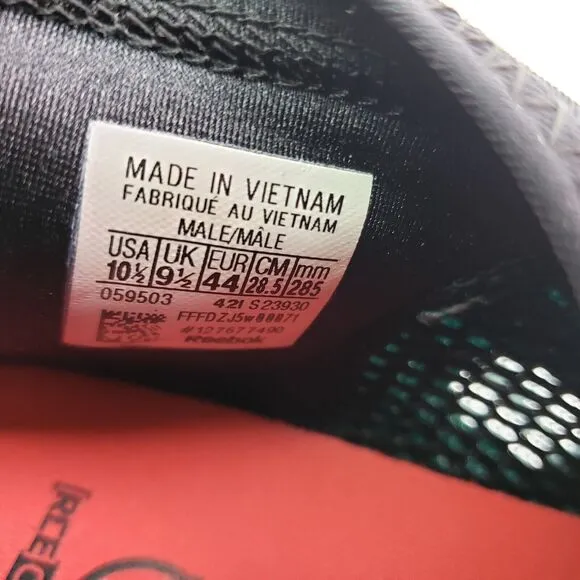 MADE IN VIETNAM
FABRIQUÉ AU VIETNAM
MALE/MÂLE
USA UK EUR CM mm
10½ 9½ 44 28.5 285
059503 421 S23930
#127677490
Reebok